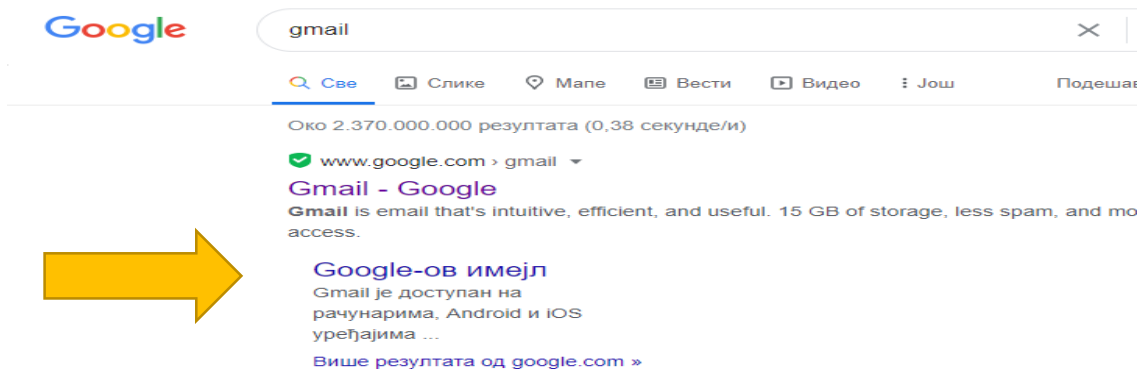 Google
gmail
Све Слике Мапе Вести Видео Још Подешав
Око 2.370.000.000 резултата (0,38 секунде/и)
www.google.com › gmail
Gmail - Google
Gmail is email that's intuitive, efficient, and useful. 15 GB of storage, less spam, and mo
access.
Google-ов имејл
Gmail је доступан на
рачунарима, Android и iOS
уређајима ...
Више резултата од google.com »